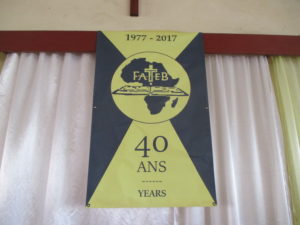 1977 - 2017
FATEB
40
ANS
------
YEARS